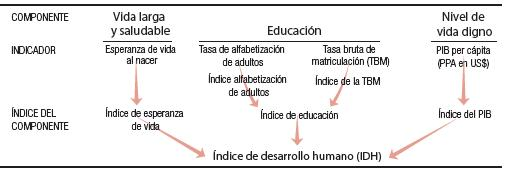 COMPONENTE
Vida larga
y saludable
Educación
Nivel de
vida digno
INDICADOR
Esperanza de vida
al nacer
Tasa de alfabetización
de adultos
Tasa bruta de
matriculación (TBM)
PIB per cápita
(PPA en US$)
Índice alfabetización
de adultos
Índice de la TBM
ÍNDICE DEL
COMPONENTE
Índice de esperanza
de vida
Índice de educación
Índice del PIB
Índice de desarrollo humano (IDH)